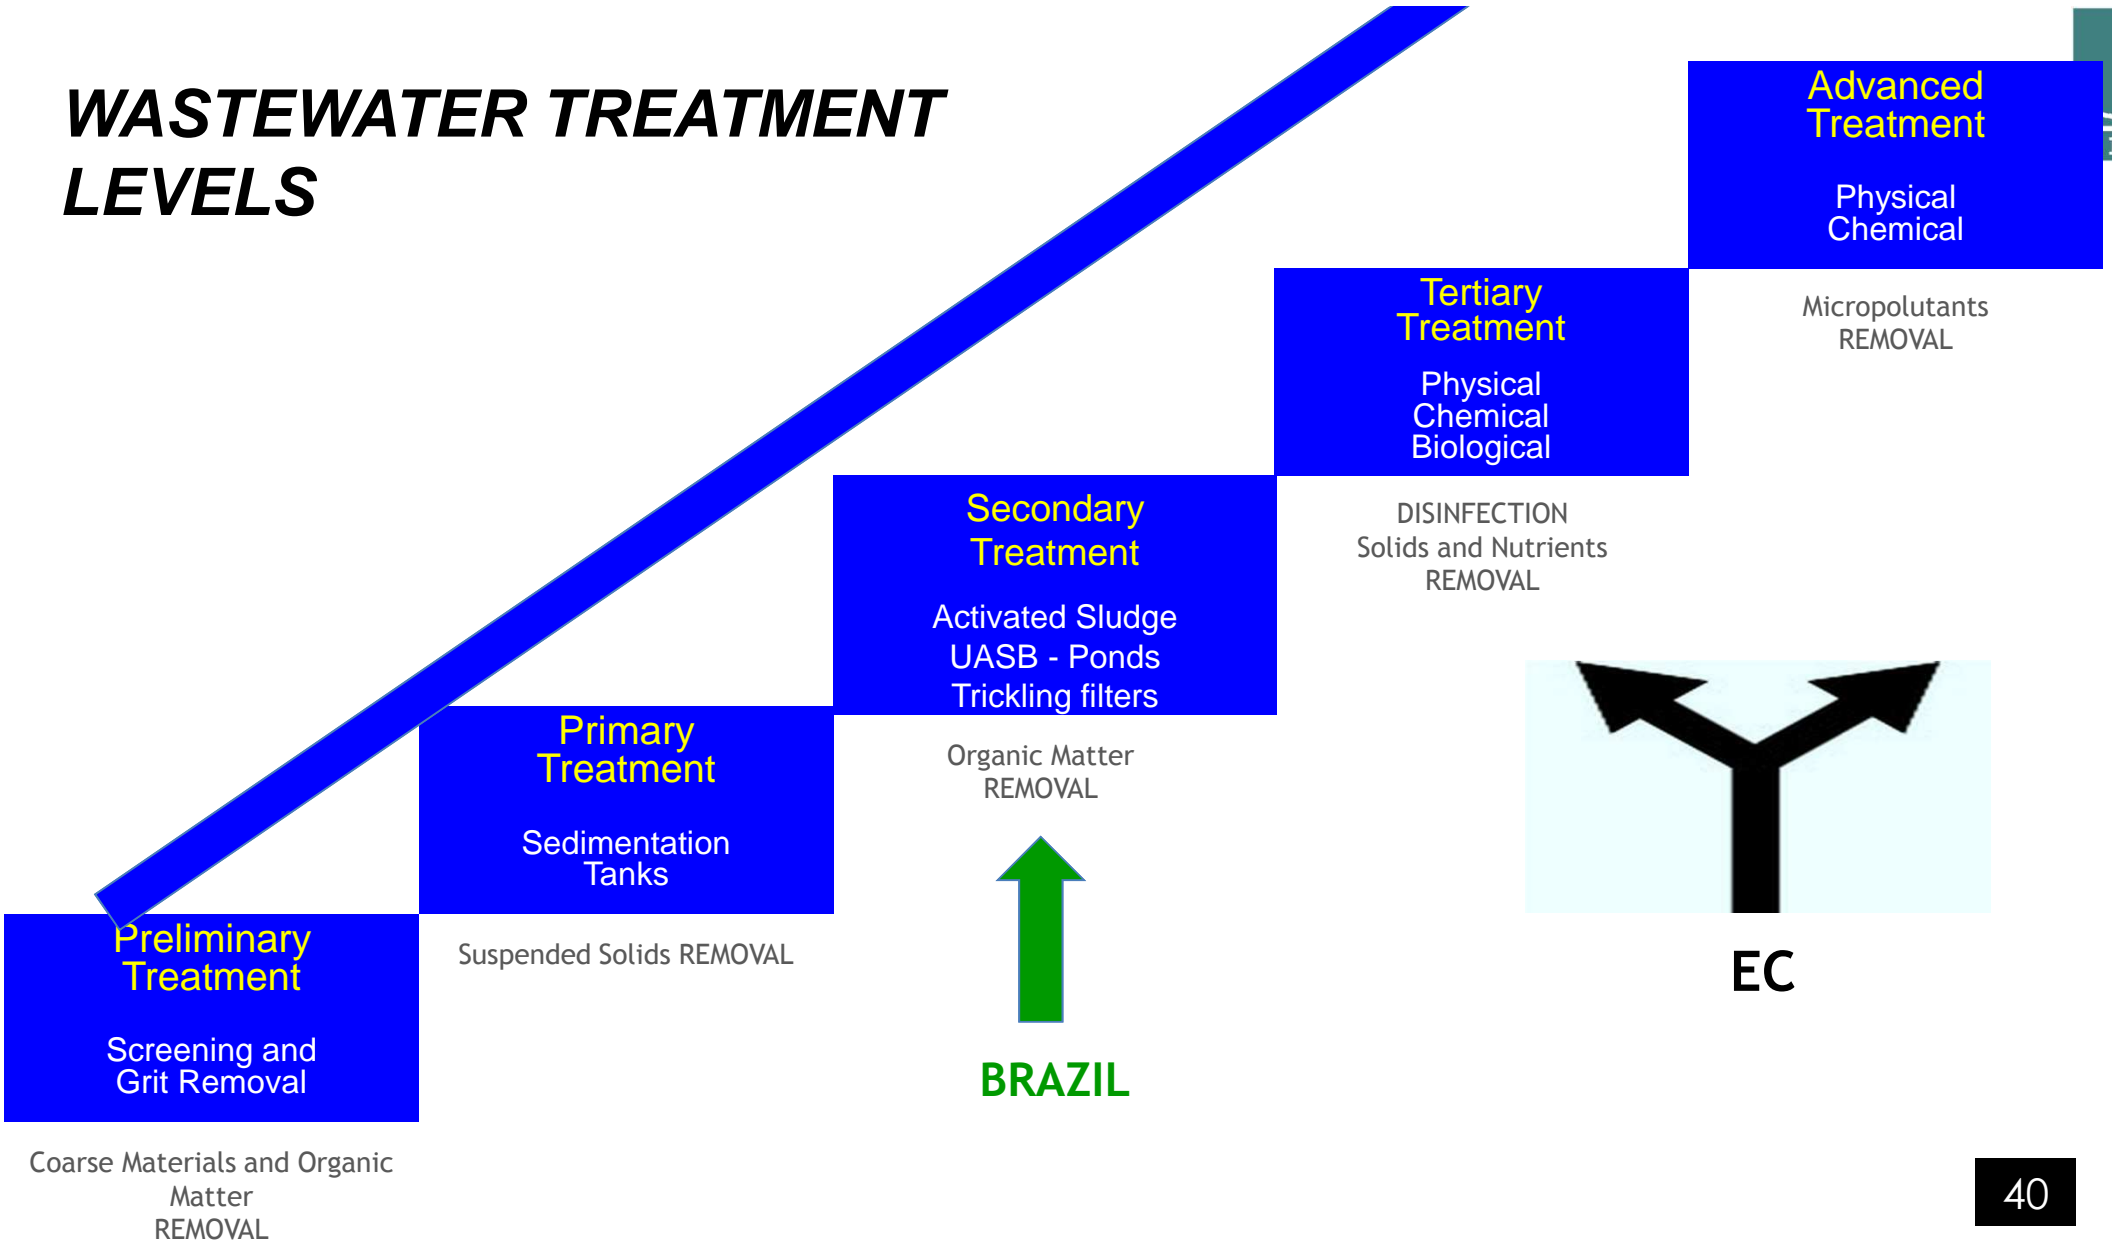 WASTEWATER TREATMENT
LEVELS
Advanced
Treatment
Physical
Chemical
Micropolutants
REMOVAL
Tertiary
Treatment
Physical
Chemical
Biological
DISINFECTION
Solids and Nutrients
REMOVAL
Secondary
Treatment
Activated Sludge
UASB - Ponds
Trickling filters
Organic Matter
REMOVAL
Primary
Treatment
Sedimentation
Tanks
Suspended Solids REMOVAL
Preliminary
Treatment
Screening and
Grit Removal
Coarse Materials and Organic
Matter
REMOVAL
BRAZIL
EC
40